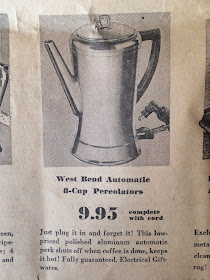 West Bend Automatic
8-Cup Percolators
9.95 complete
with cord
Just plug it in and forget it! This low-
priced polished aluminum automatic
perk shuts off when coffee is done, keeps
it hot! Fully guaranteed. Electrical Gift-
wares.